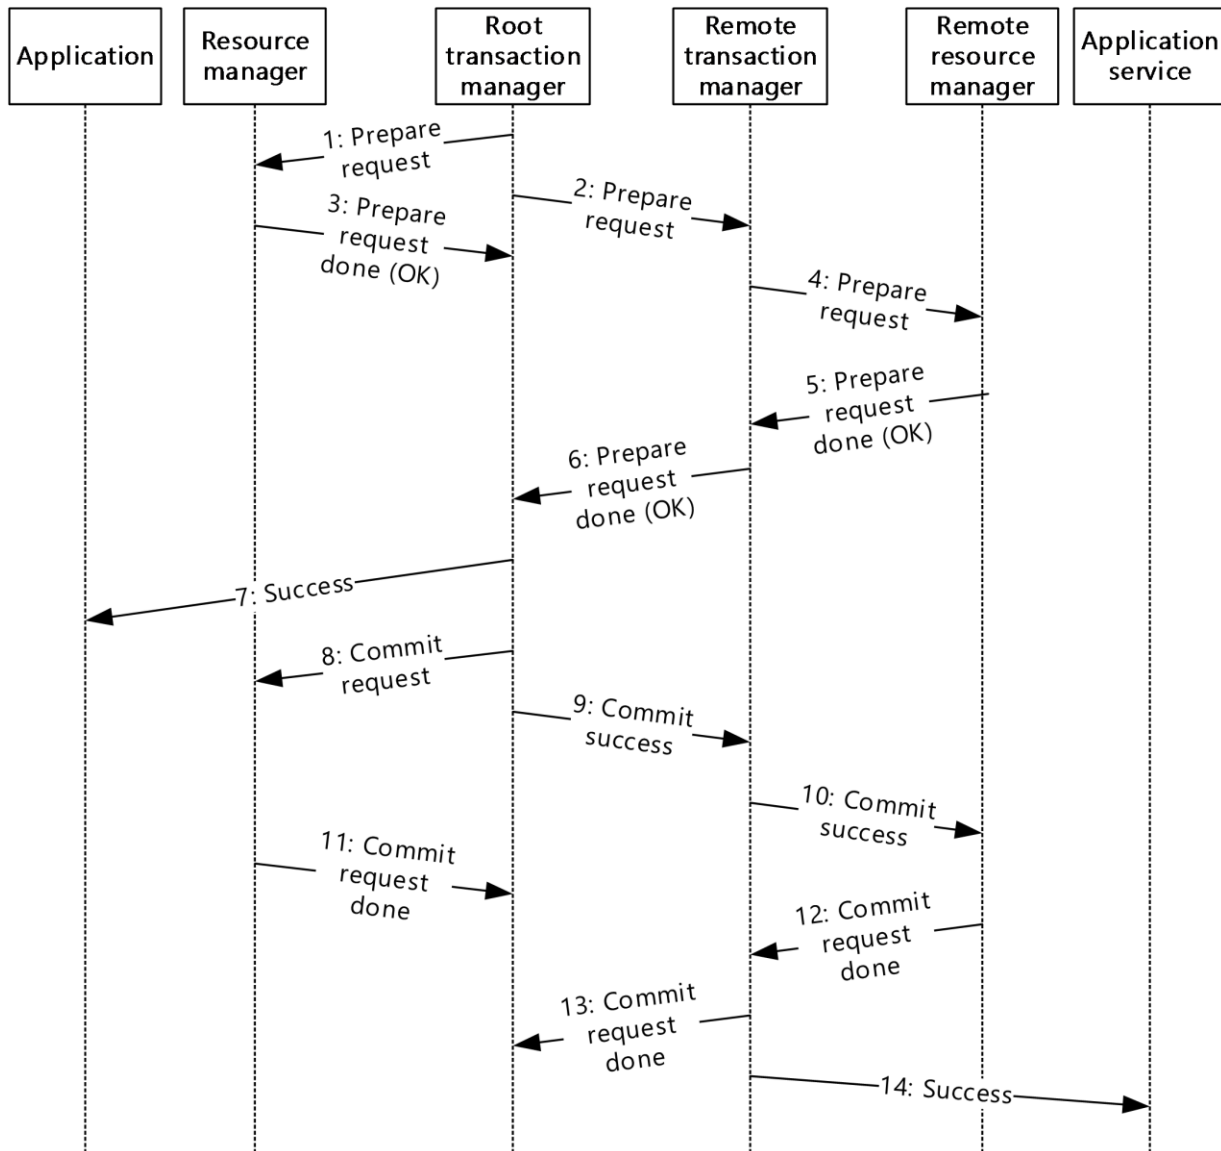 Application
Resource
manager
Root
transaction
manager
Remote
transaction
manager
Remote
resource
manager
Application
service
1: Prepare
request
2: Prepare
request
3: Prepare
request
done (OK)
4: Prepare
request
5: Prepare
request
done (OK)
6: Prepare
request
done (OK)
7: Success
8: Commit
request
9: Commit
success
10: Commit
success
11: Commit
request
done
12: Commit
request
done
13: Commit
request
done
14: Success